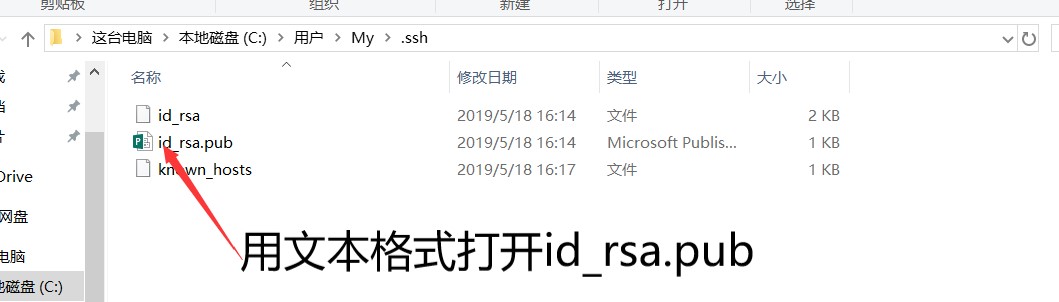 剪贴板 组织 新建 打开 选择
这台电脑 本地磁盘 (C:) 用户 My .ssh
名称 修改日期 类型 大小
id_rsa 2019/5/18 16:14 文件 2 KB
id_rsa.pub 2019/5/18 16:14 Microsoft Publis... 1 KB
known_hosts 2019/5/18 16:17 文件 1 KB
Drive
网盘
电脑
地磁盘 (C:)
用文本格式打开id_rsa.pub